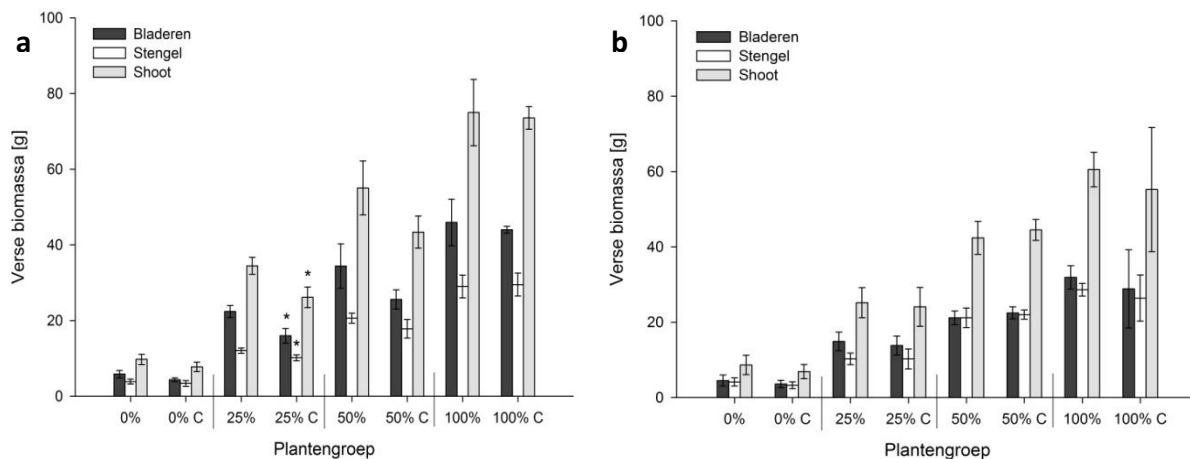 a
100
80
60
40
20
0
Verse biomassa [g]
Bladeren
Stengel
Shoot
* * *
0% 0% C 25% 25% C 50% 50% C 100% 100% C
Plantengroep
b
100
80
60
40
20
0
Verse biomassa [g]
Bladeren
Stengel
Shoot
0% 0% C 25% 25% C 50% 50% C 100% 100% C
Plantengroep